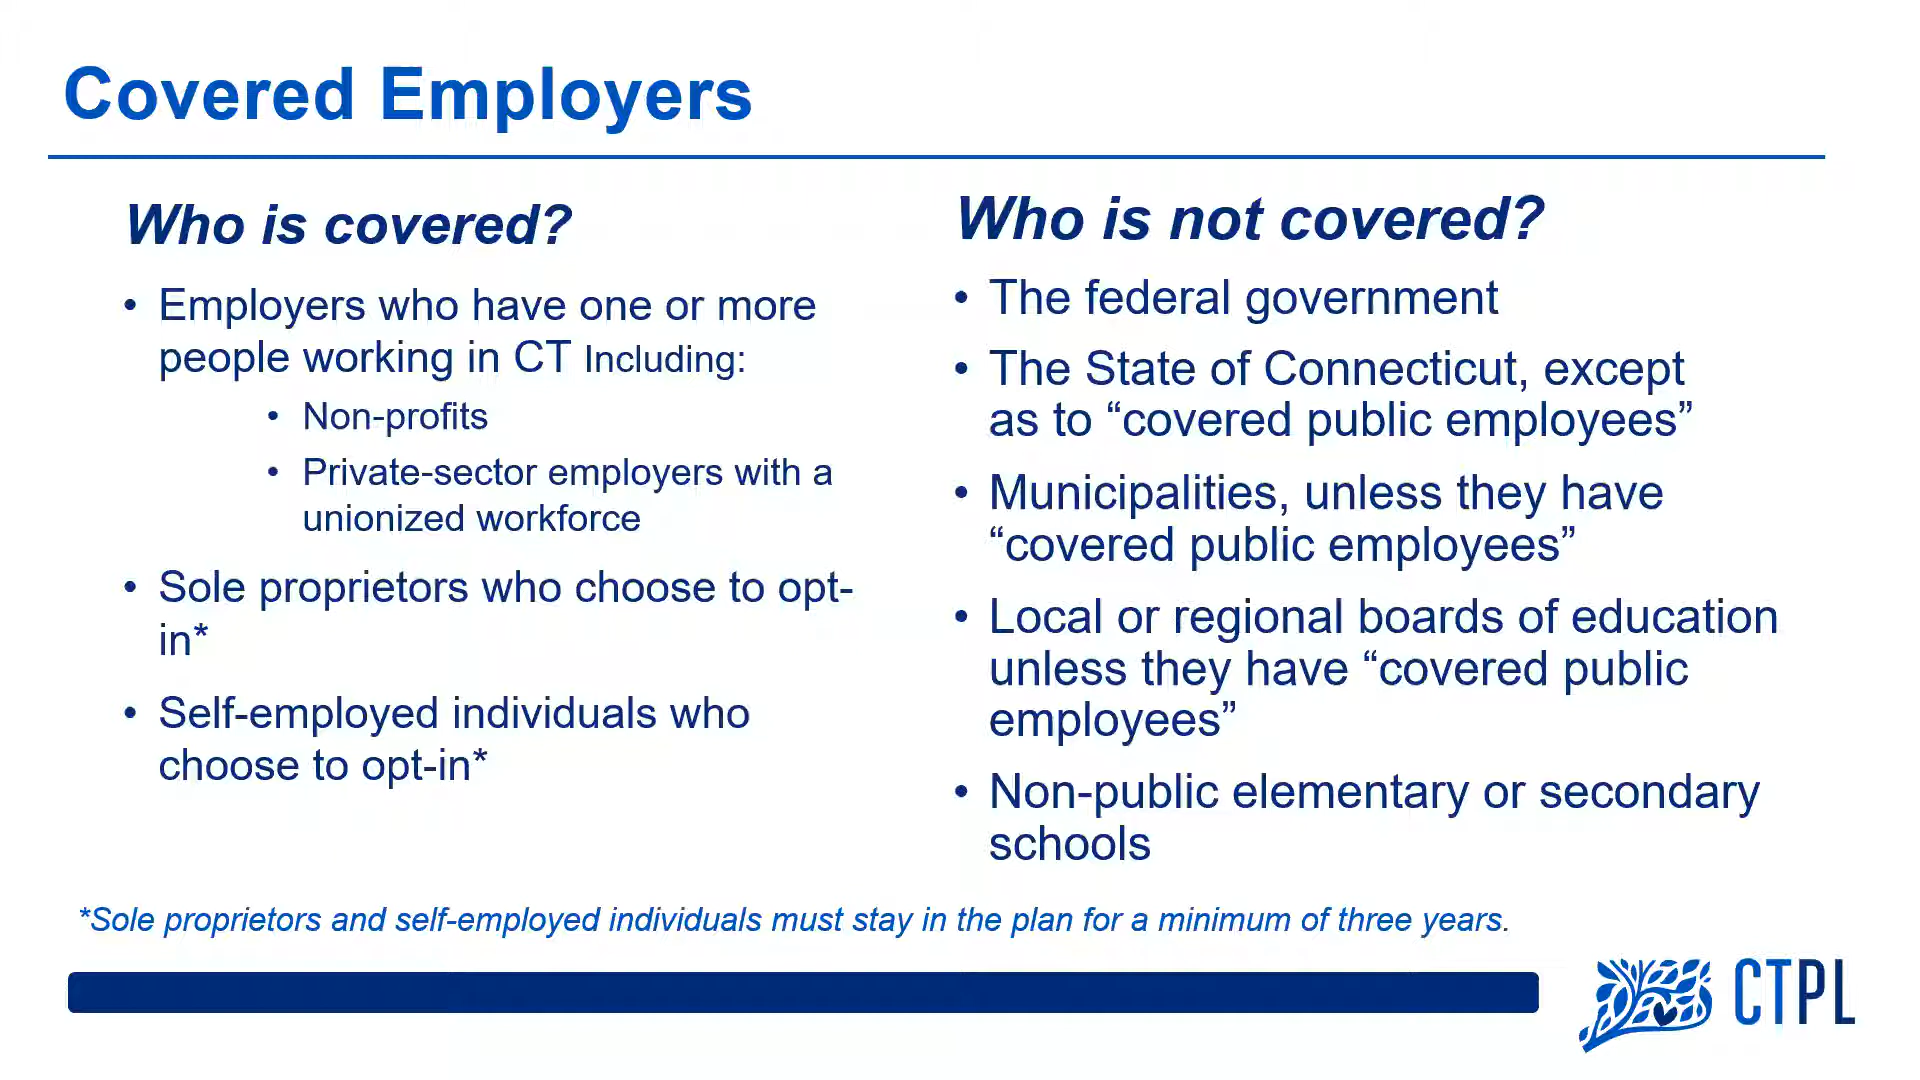 Covered Employers
Who is covered?
• Employers who have one or more
people working in CT Including:
• Non-profits
• Private-sector employers with a
unionized workforce
• Sole proprietors who choose to opt-
in*
• Self-employed individuals who
choose to opt-in*
Who is not covered?
• The federal government
• The State of Connecticut, except
as to “covered public employees”
• Municipalities, unless they have
“covered public employees”
• Local or regional boards of education
unless they have “covered public
employees”
• Non-public elementary or secondary
schools
*Sole proprietors and self-employed individuals must stay in the plan for a minimum of three years.
CTPL